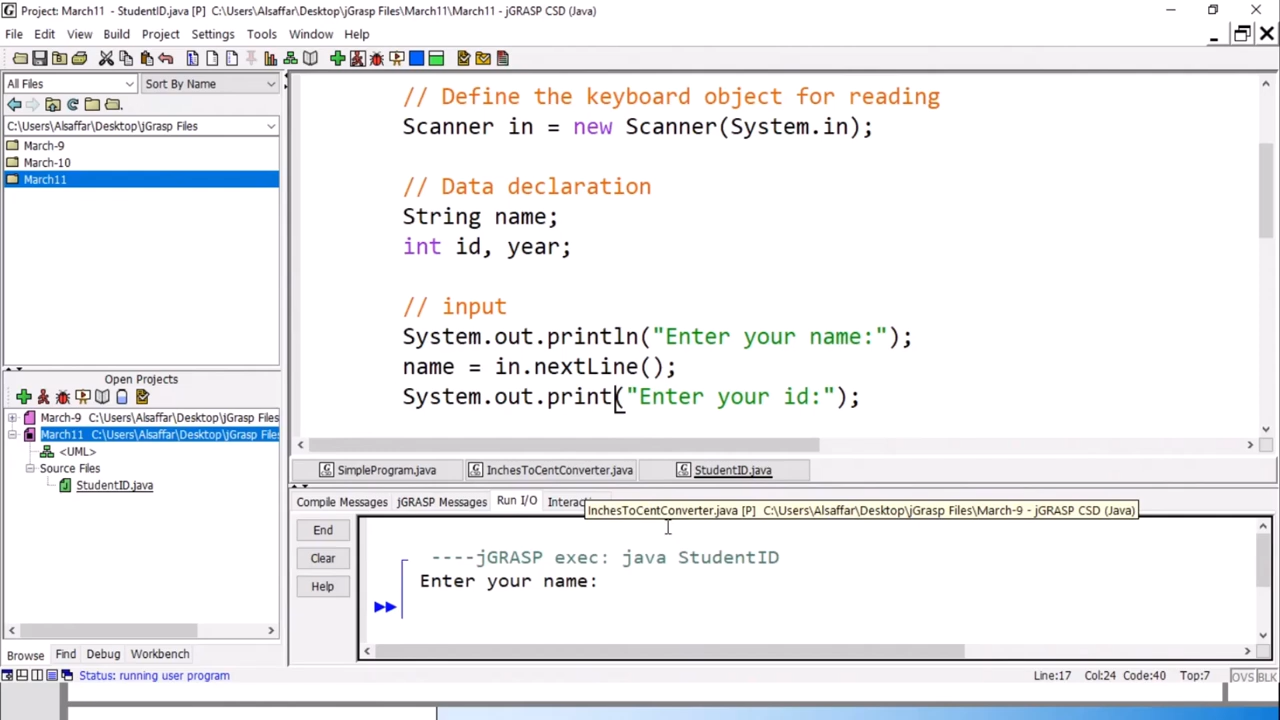 Project: March11 - StudentID.java [P] C:\Users\Alsaffar\Desktop\jGrasp Files\March11\March11 - jGRASP CSD (Java)
File Edit View Build Project Settings Tools Window Help
All Files Sort By Name
C:\Users\Alsaffar\Desktop\jGrasp Files
March-9
March-10
March11
// Define the keyboard object for reading
Scanner in = new Scanner(System.in);
// Data declaration
String name;
int id, year;
// input
System.out.println("Enter your name:");
name = in.nextLine();
System.out.print("Enter your id:");
Open Projects
March-9 C:\Users\Alsaffar\Desktop\jGrasp Files
March11 C:\Users\Alsaffar\Desktop\jGrasp Files
<UML>
Source Files
StudentID.java
SimpleProgram.java InchesToCentConverter.java StudentID.java
Compile Messages jGRASP Messages Run I/O Interac
InchesToCentConverter.java [P] C:\Users\Alsaffar\Desktop\jGrasp Files\March-9 - jGRASP CSD (Java)
End
Clear
Help
----jGRASP exec: java StudentID
Enter your name:
Browse Find Debug Workbench
Status: running user program Line:17 Col:24 Code:40 Top:7 OVS BLK